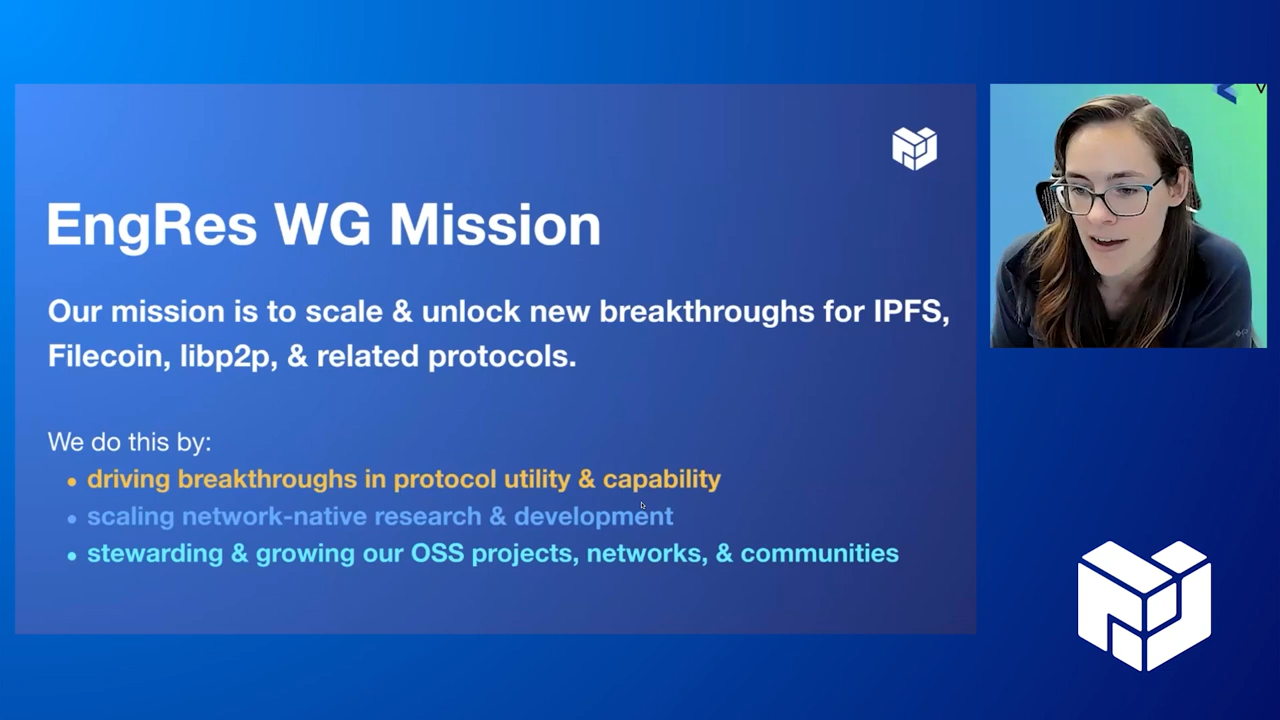 EngRes WG Mission
Our mission is to scale & unlock new breakthroughs for IPFS,
Filecoin, libp2p, & related protocols.
We do this by:
• driving breakthroughs in protocol utility & capability
• scaling network-native research & development
• stewarding & growing our OSS projects, networks, & communities